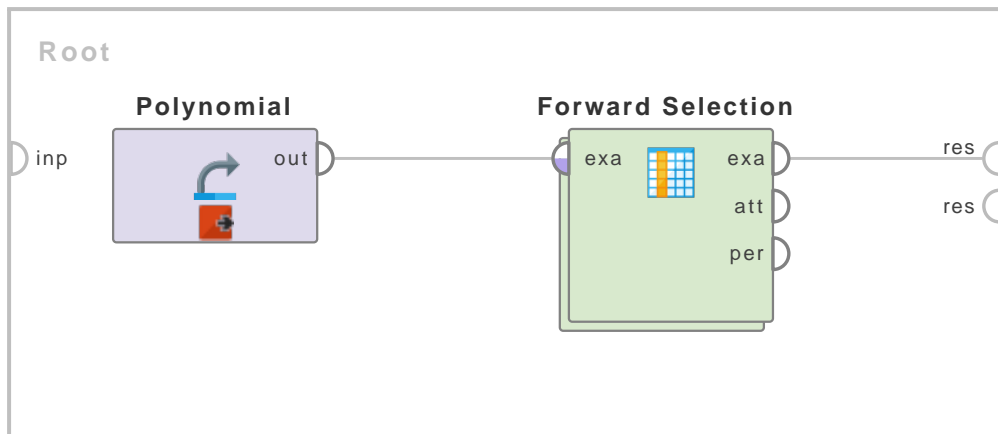 Root
Polynomial
Forward Selection
inp
out
exa
exa
res
att
res
per